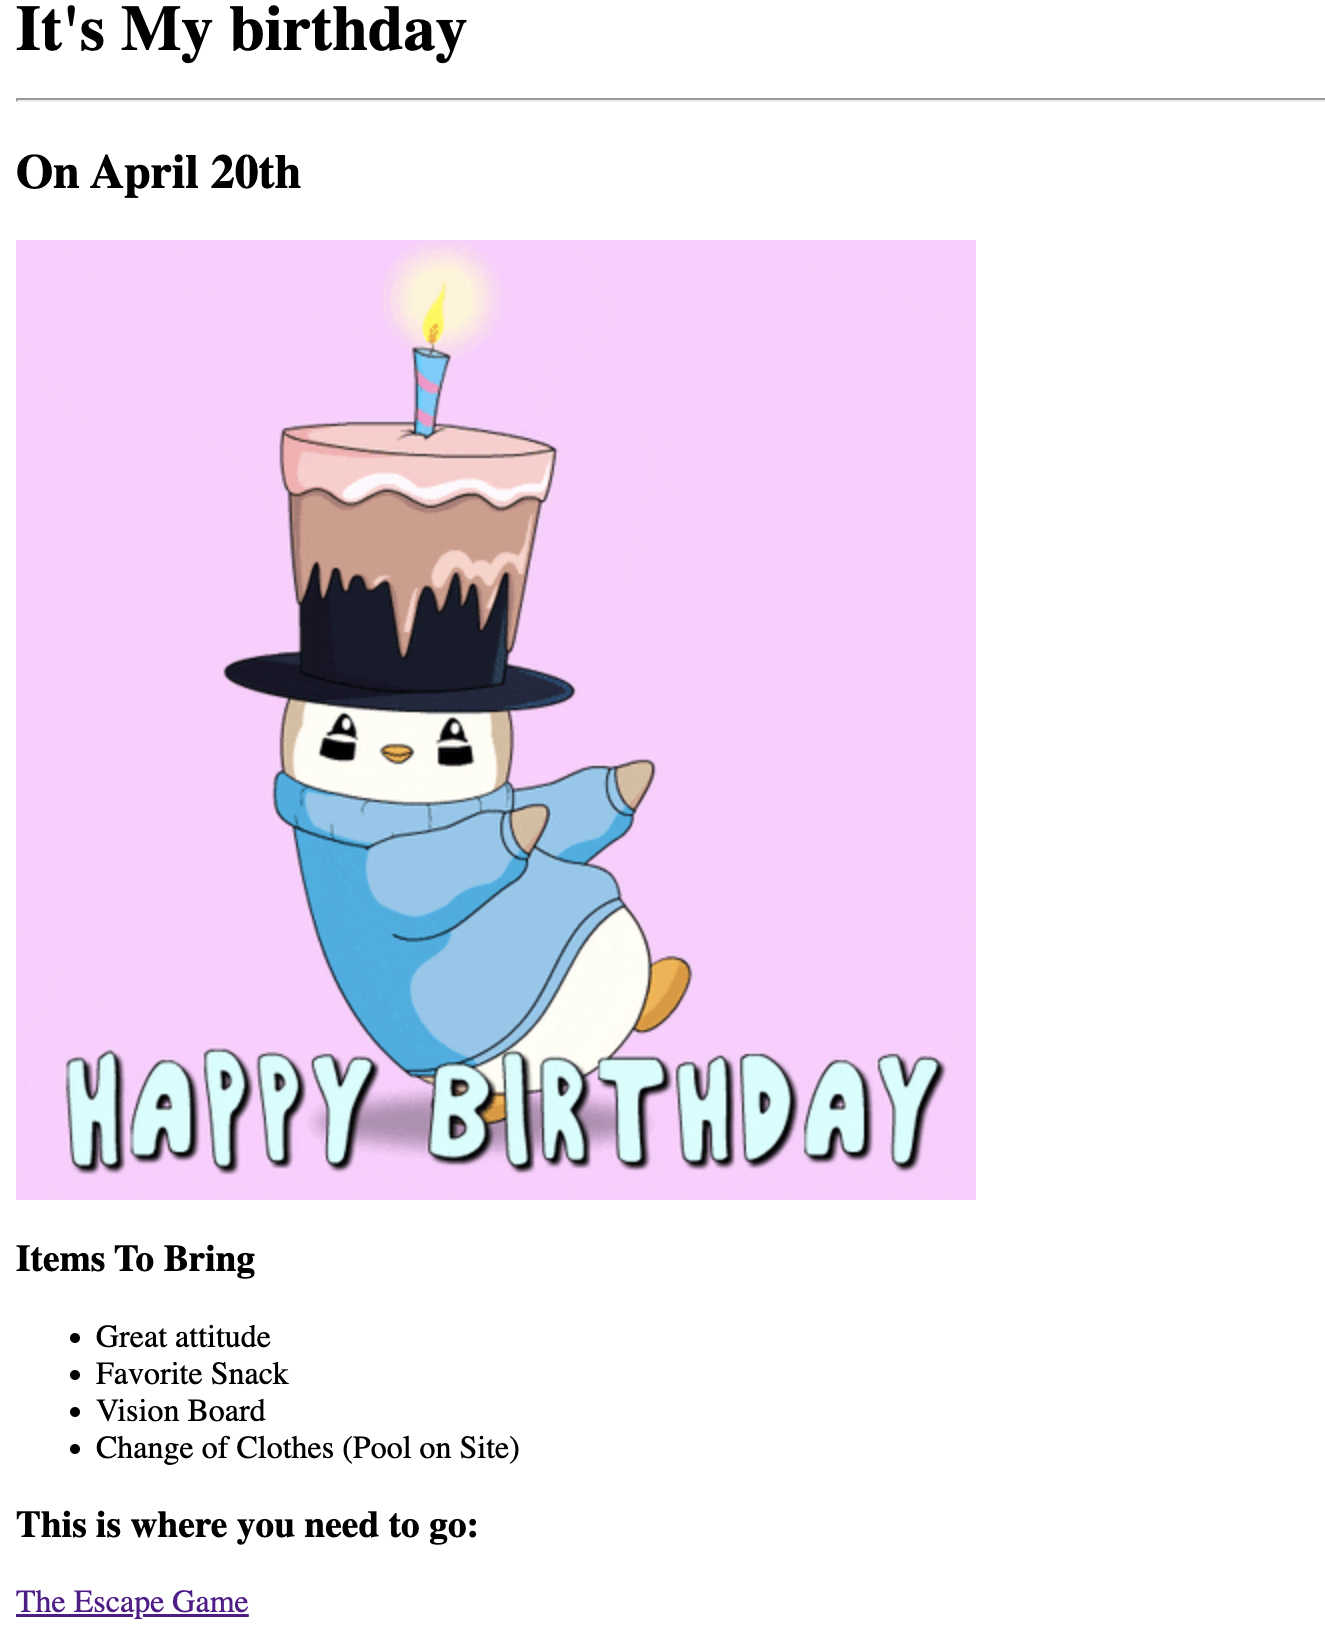 It's My birthday
On April 20th
HAPPY BIRTHDAY
Items To Bring
Great attitude
Favorite Snack
Vision Board
Change of Clothes (Pool on Site)
This is where you need to go:
The Escape Game